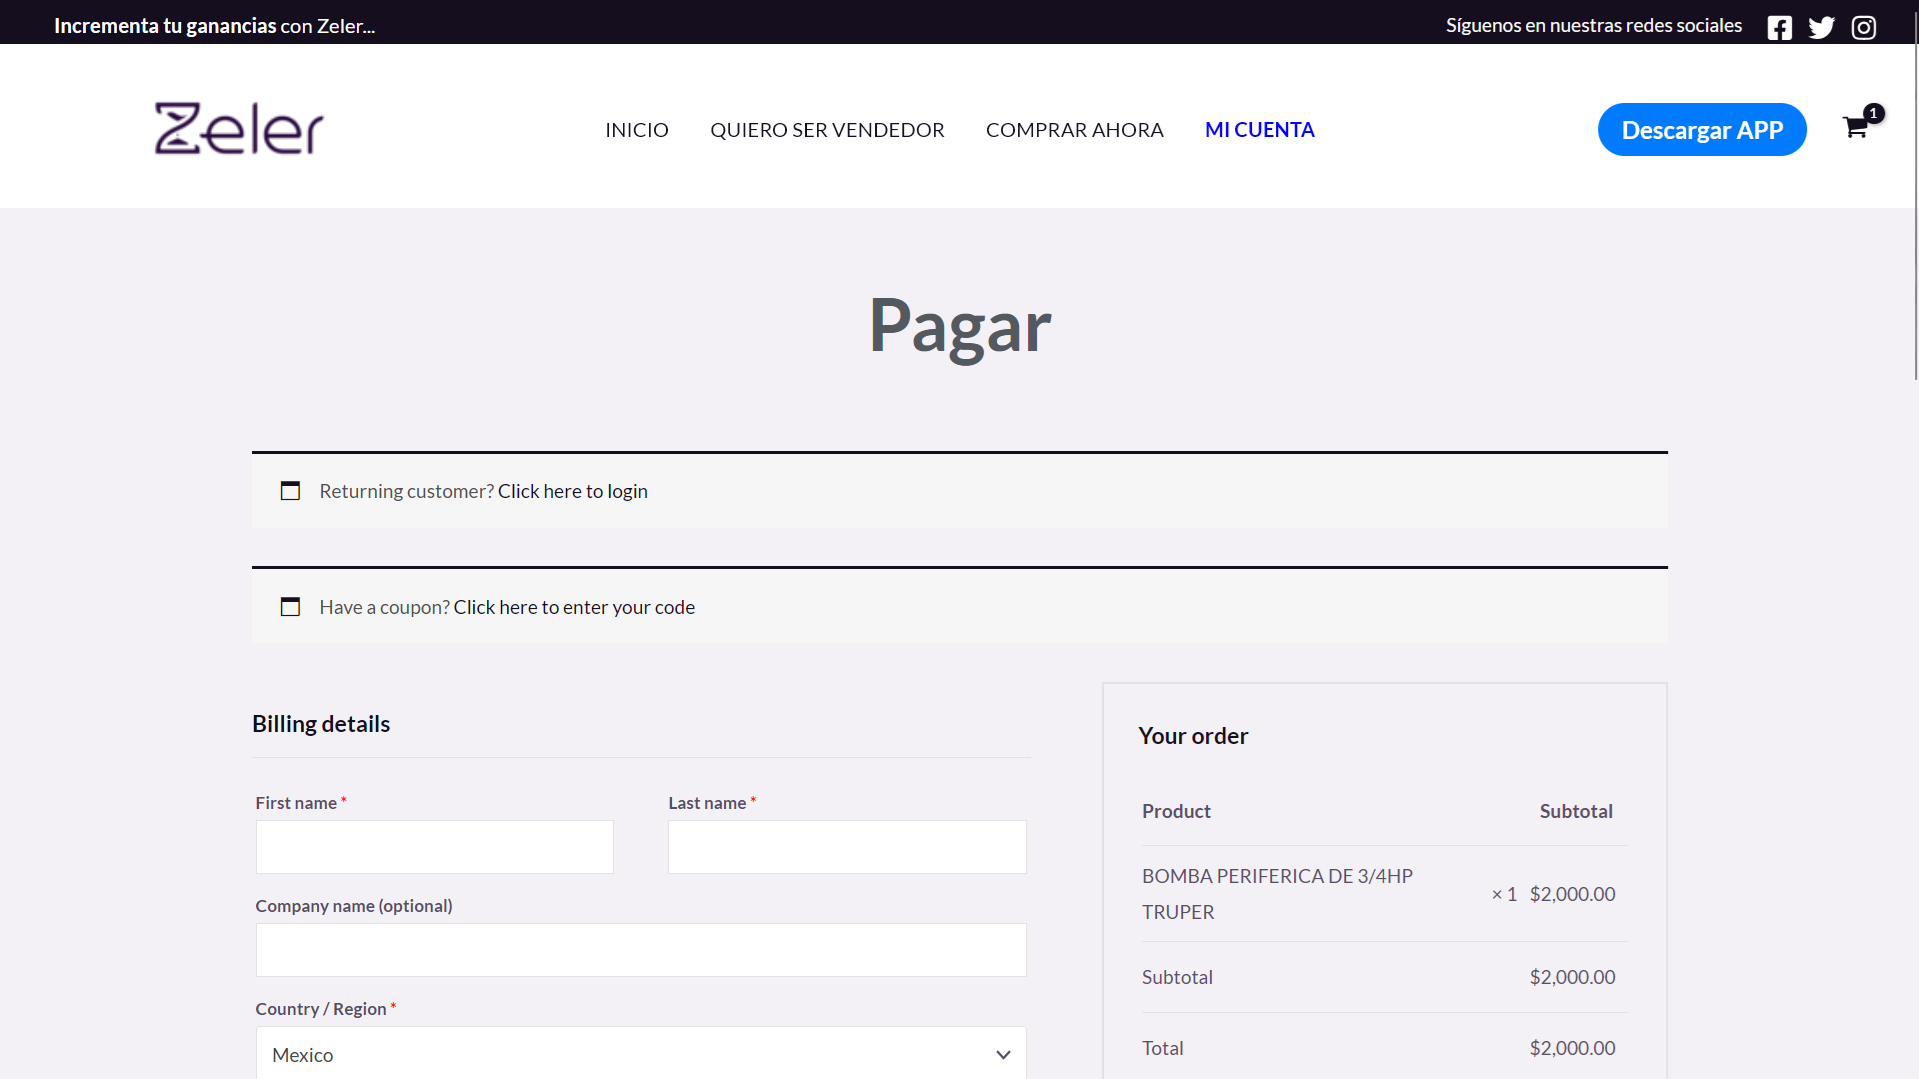 Incrementa tu ganancias con Zeler...
Síguenos en nuestras redes sociales
Zeler
INICIO
QUIERO SER VENDEDOR
COMPRAR AHORA
MI CUENTA
Descargar APP
1
Pagar
Returning customer? Click here to login
Have a coupon? Click here to enter your code
Billing details
First name *
Last name *
Company name (optional)
Country / Region *
Mexico
Your order
Product Subtotal
BOMBA PERIFERICA DE 3/4HP
TRUPER
× 1 $2,000.00
Subtotal $2,000.00
Total $2,000.00